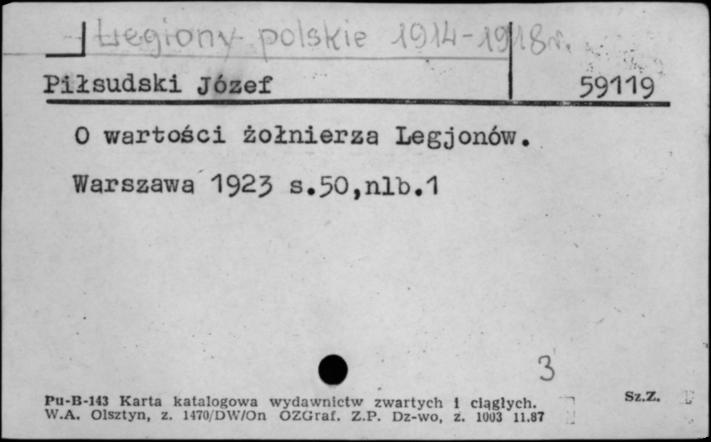 Legiony polskie 1914-1918r.
Piłsudski Józef 59119
O wartości żołnierza Legjonów.
Warszawa 1923 s.50,nlb.1
3
Pu-B-143 Karta katalogowa wydawnictw zwartych i ciągłych. Sz.Z.
W.A. Olsztyn, z. 1470/DW/On OZGraf. Z.P. Dz-wo, z. 1003 11.87